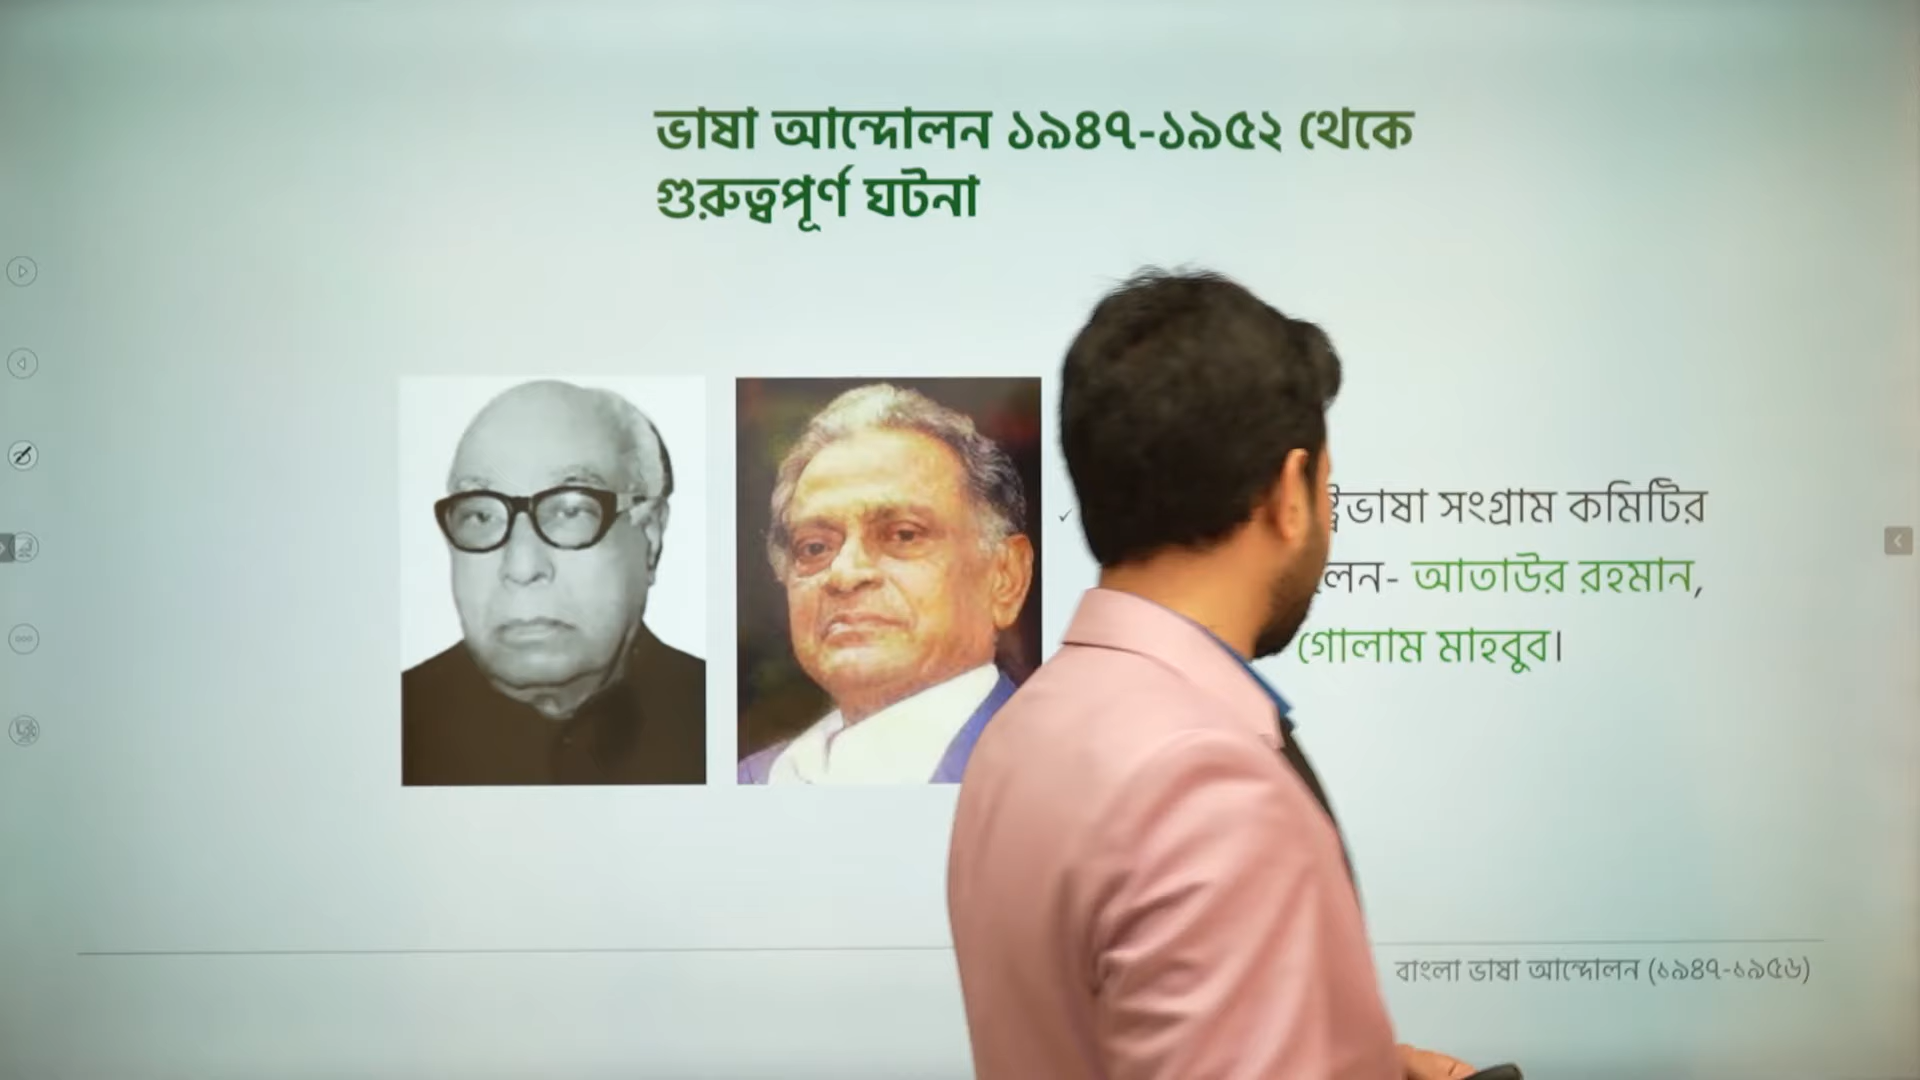 ভাষা আন্দোলন ১৯৪৭-১৯৫২ থেকে
গুরুত্বপূর্ণ ঘটনা
সংগ্রাম কমিটির
আতাউর রহমান,
গোলাম মাহবুব।
বাংলা ভাষা আন্দোলন (১৯৪৭-১৯৫৬)